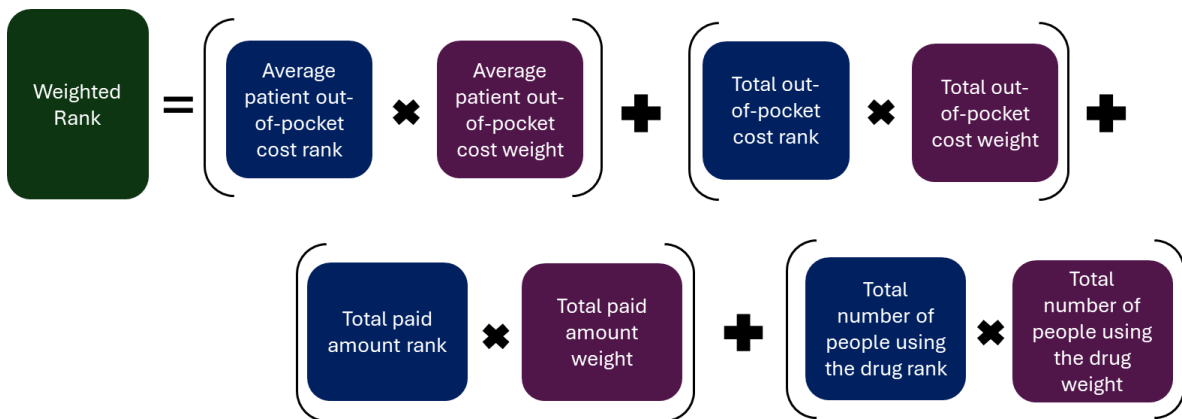 Weighted
Rank
=
Average
patient out-
of-pocket
cost rank
×
Average
patient out-
of-pocket
cost weight
+
Total out-
of-pocket
cost rank
×
Total out-
of-pocket
cost weight
+
Total paid
amount rank
×
Total paid
amount
weight
+
Total
number of
people using
the drug rank
×
Total
number of
people using
the drug
weight